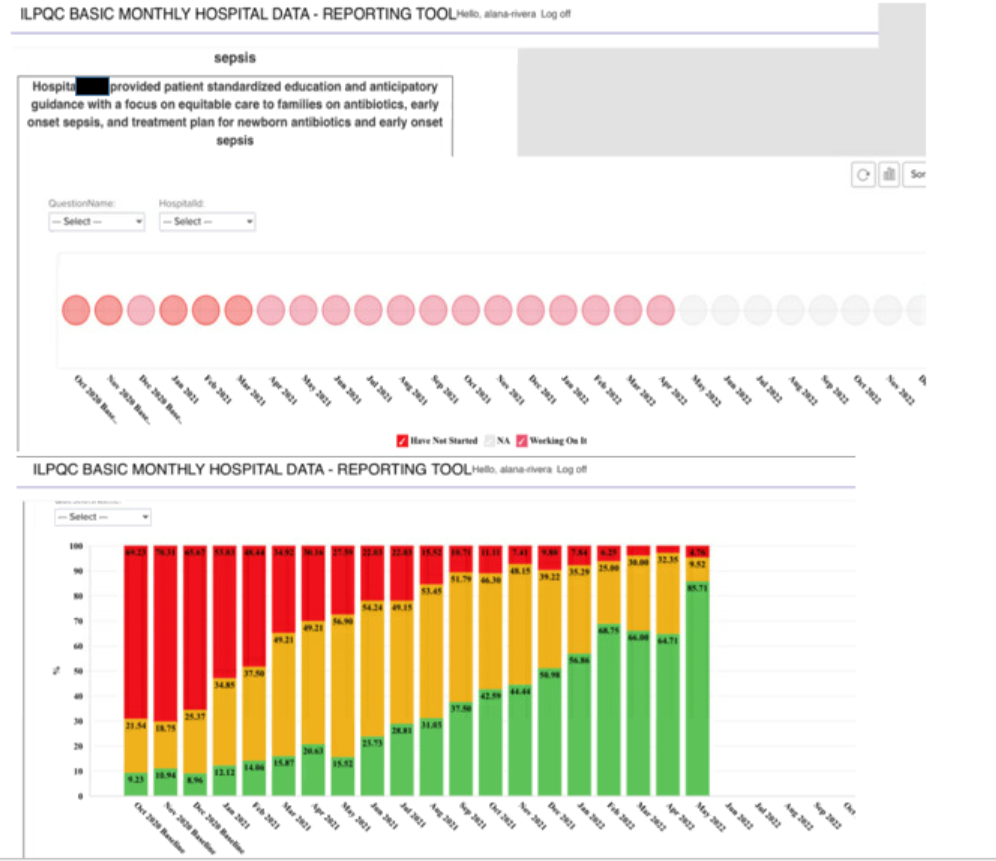 ILPQC BASIC MONTHLY HOSPITAL DATA - REPORTING TOOL Hello, alana-rivera Log off
sepsis
Hospita provided patient standardized education and anticipatory
guidance with a focus on equitable care to families on antibiotics, early
onset sepsis, and treatment plan for newborn antibiotics and early onset
sepsis
Sor
QuestionName: HospitalId:
--- Select --- --- Select ---
Oct 2020 Base.. Nov 2020 Base.. Dec 2020 Base.. Jan 2021 Feb 2021 Mar 2021 Apr 2021 May 2021 Jun 2021 Jul 2021 Aug 2021 Sep 2021 Oct 2021 Nov 2021 Dec 2021 Jan 2022 Feb 2022 Mar 2022 Apr 2022 May 2022 Jun 2022 Jul 2022 Aug 2022 Sep 2022 Oct 2022 Nov 2022
Have Not Started NA Working On It
ILPQC BASIC MONTHLY HOSPITAL DATA - REPORTING TOOL Hello, alana-rivera Log off
--- Select ---
100
90
80
70
60
50
40
30
20
10
0
%
69.23 70.31 65.67 53.03 48.44 34.92 30.16 27.59 22.03 22.03 15.52 10.71 11.11 7.41 9.80 7.84 6.25 4.76
21.54 18.75 25.37 34.85 37.50 49.21 49.21 56.90 54.24 49.15 53.45 51.79 46.30 48.15 39.22 35.29 25.00 30.00 32.35 9.52
9.23 10.94 8.96 12.12 14.06 15.87 20.63 15.52 23.73 28.81 31.03 37.50 42.59 44.44 50.98 56.86 68.75 66.00 64.71 85.71
Oct 2020 Baseline Nov 2020 Baseline Dec 2020 Baseline Jan 2021 Feb 2021 Mar 2021 Apr 2021 May 2021 Jun 2021 Jul 2021 Aug 2021 Sep 2021 Oct 2021 Nov 2021 Dec 2021 Jan 2022 Feb 2022 Mar 2022 Apr 2022 May 2022 Jun 2022 Jul 2022 Aug 2022 Sep 2022 Oct